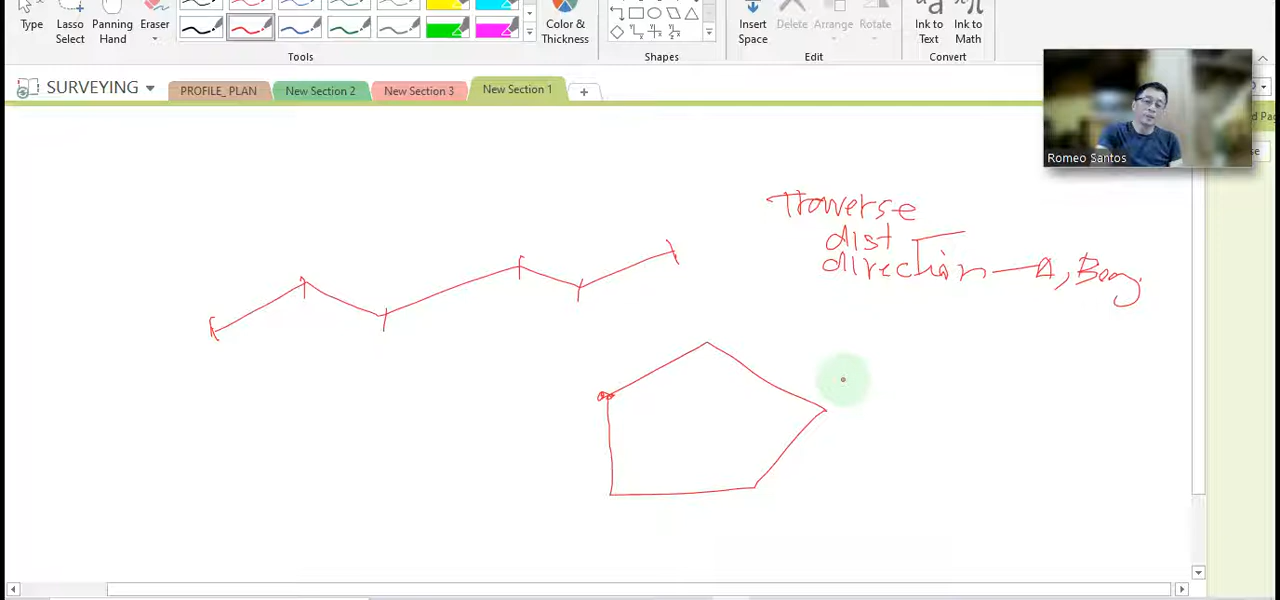 Type
Lasso Select
Panning Hand
Eraser
Color & Thickness
Insert Space
Delete
Arrange
Rotate
Ink to Text
Ink to Math
Tools
Shapes
Edit
Convert
SURVEYING
PROFILE_ PLAN
New Section 2
New Section 3
New Section 1
Romeo Santos
Traverse
dist
direction